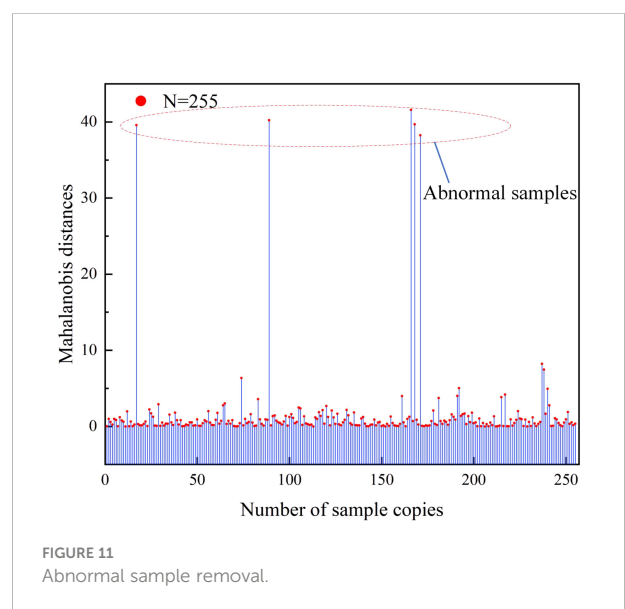 N=255
40
30
20
10
0
Mahalanobis distances
Abnormal samples
0 50 100 150 200 250
Number of sample copies
FIGURE 11
Abnormal sample removal.